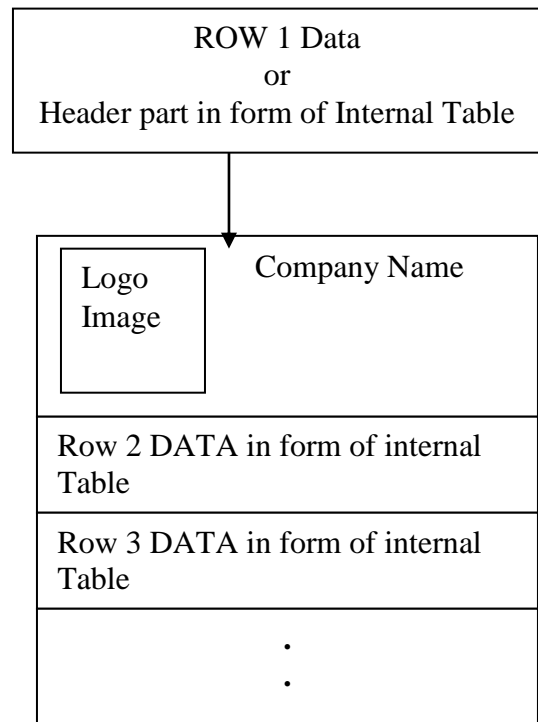 ROW 1 Data
or
Header part in form of Internal Table
Logo
Image
Company Name
Row 2 DATA in form of internal
Table
Row 3 DATA in form of internal
Table
.
.